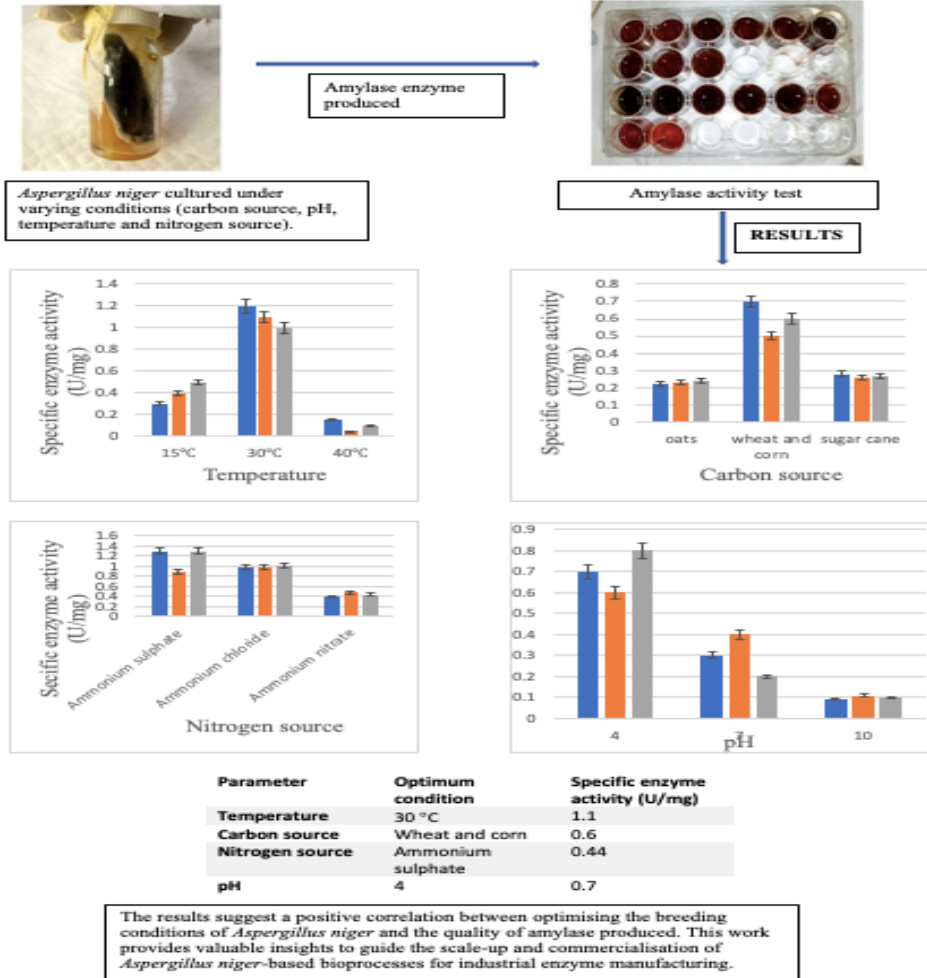 Amylase enzyme
produced
Aspergillus niger cultured under
varying conditions (carbon source, pH,
temperature and nitrogen source).
Amylase activity test
RESULTS
Specific enzyme activity
(U/mg)
1.4
1.2
1
0.8
0.6
0.4
0.2
0
15°C
30°C
40°C
Temperature
Specific enzyme activity
(U/mg)
0.8
0.7
0.6
0.5
0.4
0.3
0.2
0.1
0
oats
wheat and
corn
sugar cane
Carbon source
Secific enzyme activity
(U/mg)
1.6
1.4
1.2
1
0.8
0.6
0.4
0.2
0
Ammonium sulphate
Ammonium chloride
Ammonium nitrate
Nitrogen source
0.9
0.8
0.7
0.6
0.5
0.4
0.3
0.2
0.1
0
4
7
10
pH
Parameter Optimum condition Specific enzyme activity (U/mg)
Temperature 30 °C 1.1
Carbon source Wheat and corn 0.6
Nitrogen source Ammonium sulphate 0.44
pH 4 0.7
The results suggest a positive correlation between optimising the breeding
conditions of Aspergillus niger and the quality of amylase produced. This work
provides valuable insights to guide the scale-up and commercialisation of
Aspergillus niger-based bioprocesses for industrial enzyme manufacturing.